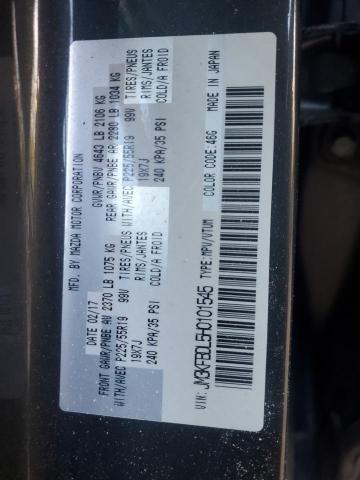 MFD. BY MAZDA MOTOR CORPORATION
GVWR/PNBV 4643 LB 2106 KG
DATE 02/17
FRONT GAWR/PNBE AV 2370 LB 1075 KG
REAR GAWR/PNBE AR 2280 LB 1034 KG
WITH/AVEC P225/55R19 99V TIRES/PNEUS
WITH/AVEC P225/55R19 99V TIRES/PNEUS
19X7J RIMS/JANTES
19X7J RIMS/JANTES
240 KPA/35 PSI COLD/A FROID
240 KPA/35 PSI COLD/A FROID
VIN: JM3KFBDL5H0101545 TYPE:MPV/VTUM
COLOR CODE:46G MADE IN JAPAN